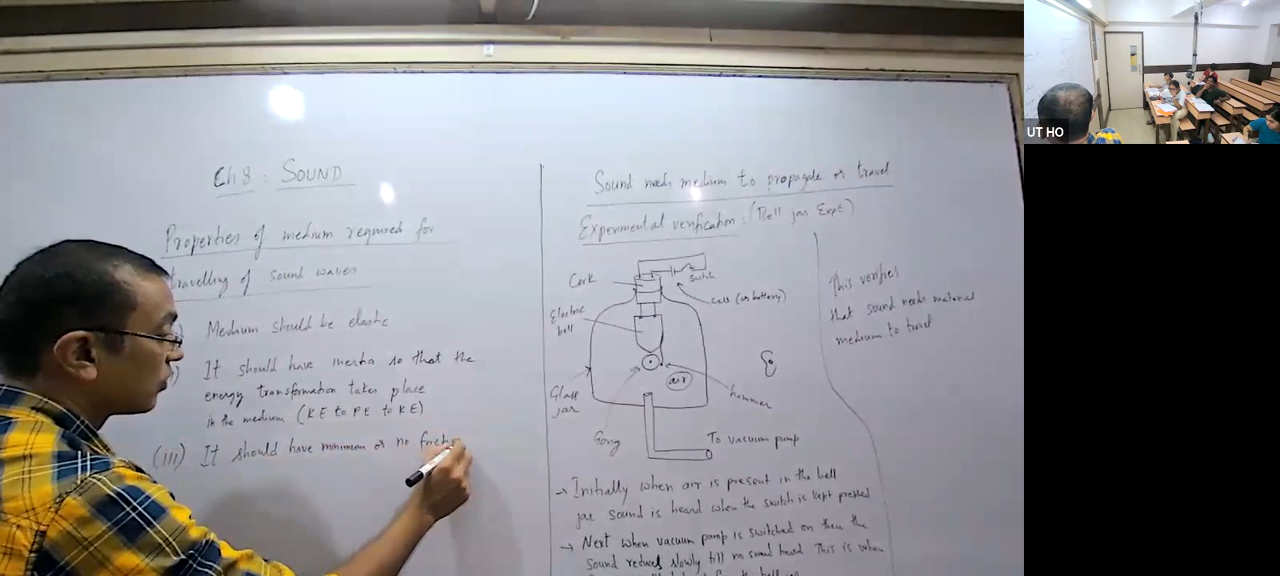 Ch 8 : SOUND
Properties of medium required for
travelling of sound waves
Medium should be elastic
It should have inertia so that the
energy transformation takes place
in the medium (KE to PE to KE)
(iii) It should have minimum or no frict
Sound needs medium to propagate or travel
Experimental verification : (Bell jar Expt)
Cork
Switch
Cell (or battery)
Electric
bell
air
Glass
jar
hammer
Gong
To vacuum pump
→ Initially when air is present in the bell
jar sound is heard when the switch is kept pressed
→ Next when vacuum pump is switched on then the
sound reduces slowly till no sound heard. This is when
This verifies
that sound needs material
medium to travel
UT HO